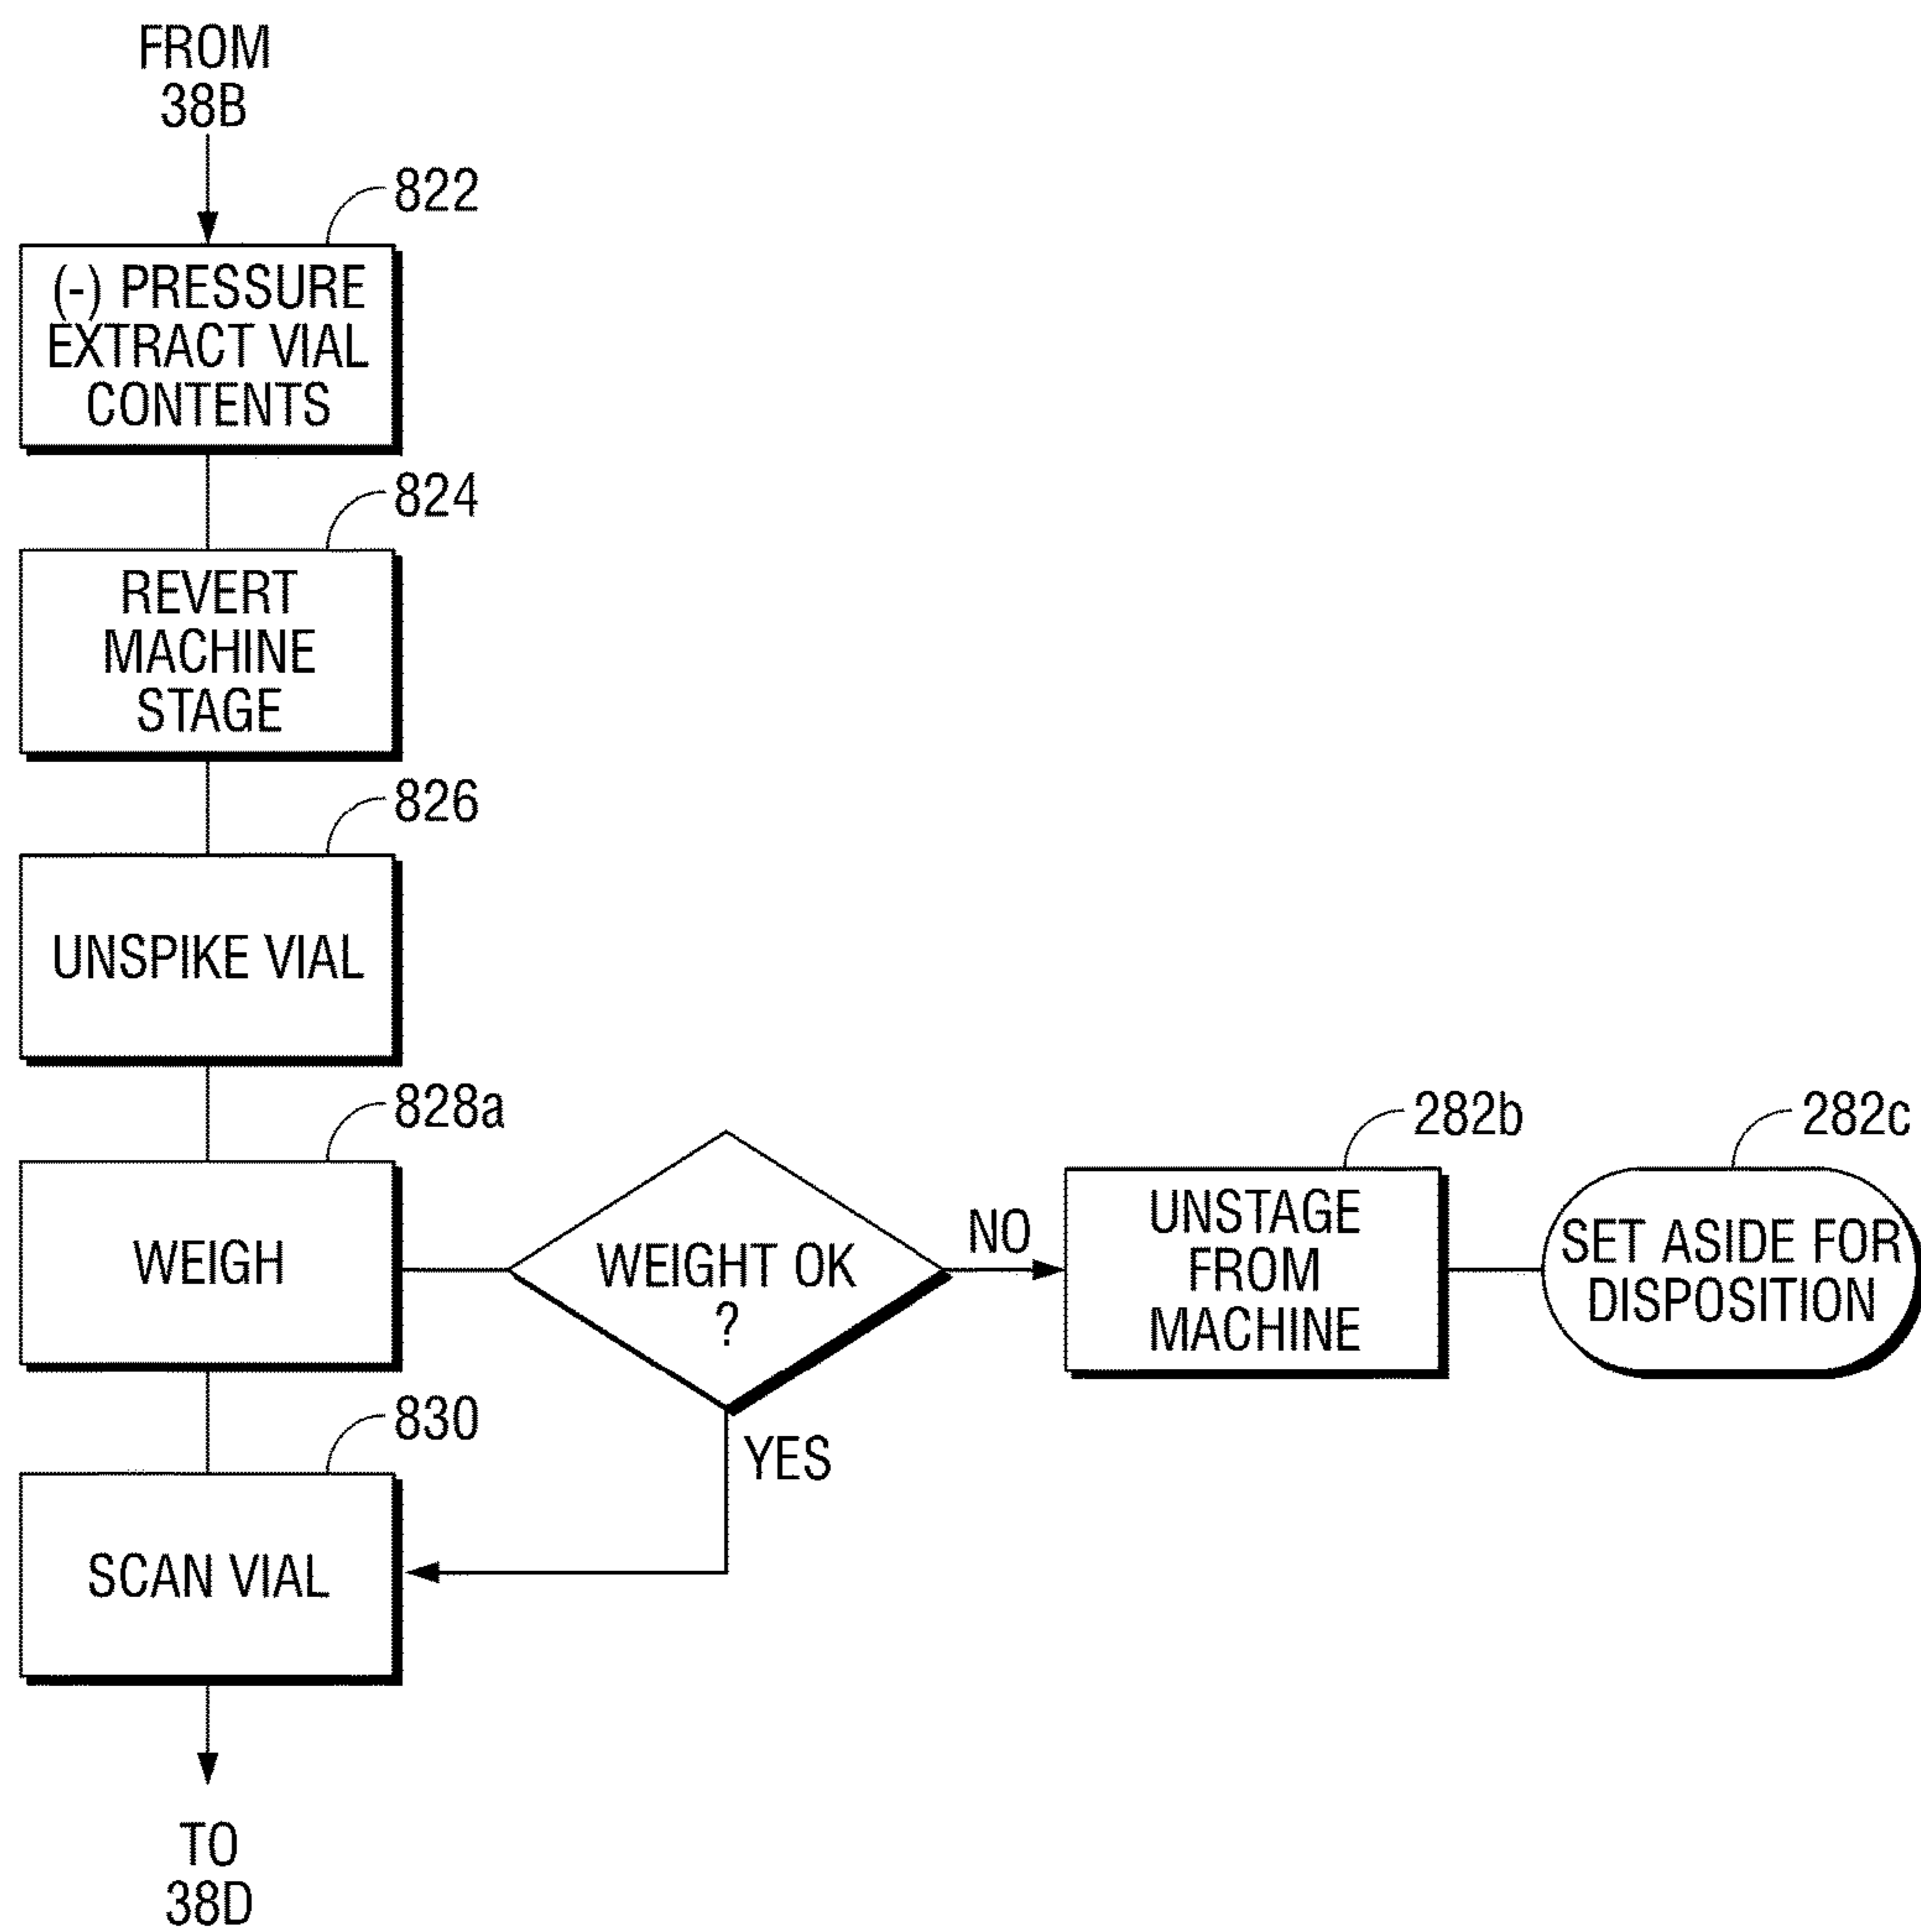 FROM
38B
822
(-) PRESSURE
EXTRACT VIAL
CONTENTS
824
REVERT
MACHINE
STAGE
826
UNSPIKE VIAL
828a
WEIGH
WEIGHT OK
?
NO
YES
282b
UNSTAGE
FROM
MACHINE
282c
SET ASIDE FOR
DISPOSITION
830
SCAN VIAL
TO
38D